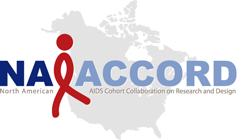 NA ACCORD
North American AIDS Cohort Collaboration on Research and Design